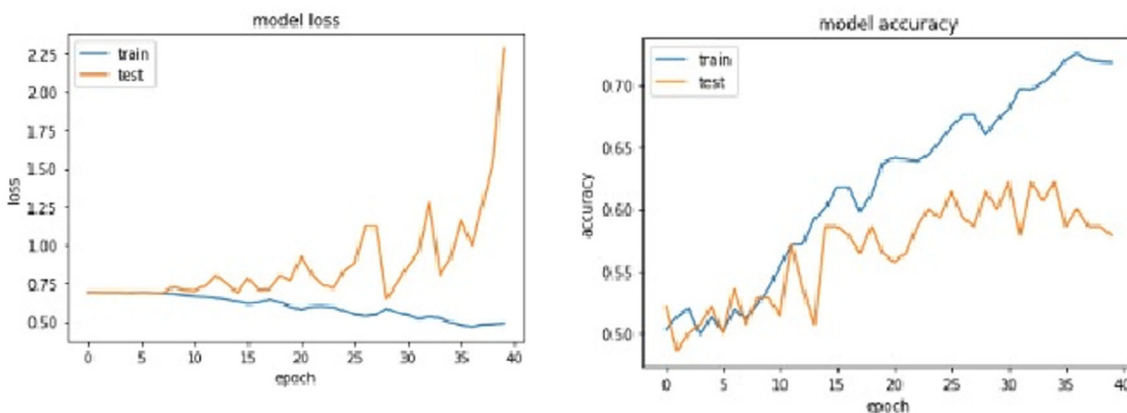 model loss
train
test
2.25
2.00
1.75
1.50
1.25
1.00
0.75
0.50
loss
0 5 10 15 20 25 30 35 40
epoch
model accuracy
train
test
0.70
0.65
0.60
0.55
0.50
accuracy
0 5 10 15 20 25 30 35 40
epoch